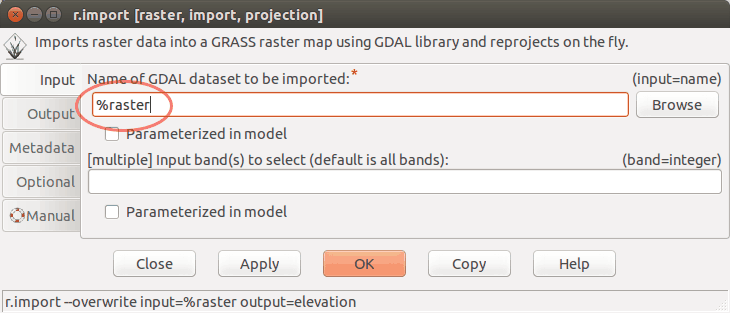 r.import [raster, import, projection]
Imports raster data into a GRASS raster map using GDAL library and reprojects on the fly.
Input
Name of GDAL dataset to be imported:* (input=name)
Output
%raster Browse
Parameterized in model
Metadata
[multiple] Input band(s) to select (default is all bands): (band=integer)
Optional
Manual
Parameterized in model
Close Apply OK Copy Help
r.import --overwrite input=%raster output=elevation